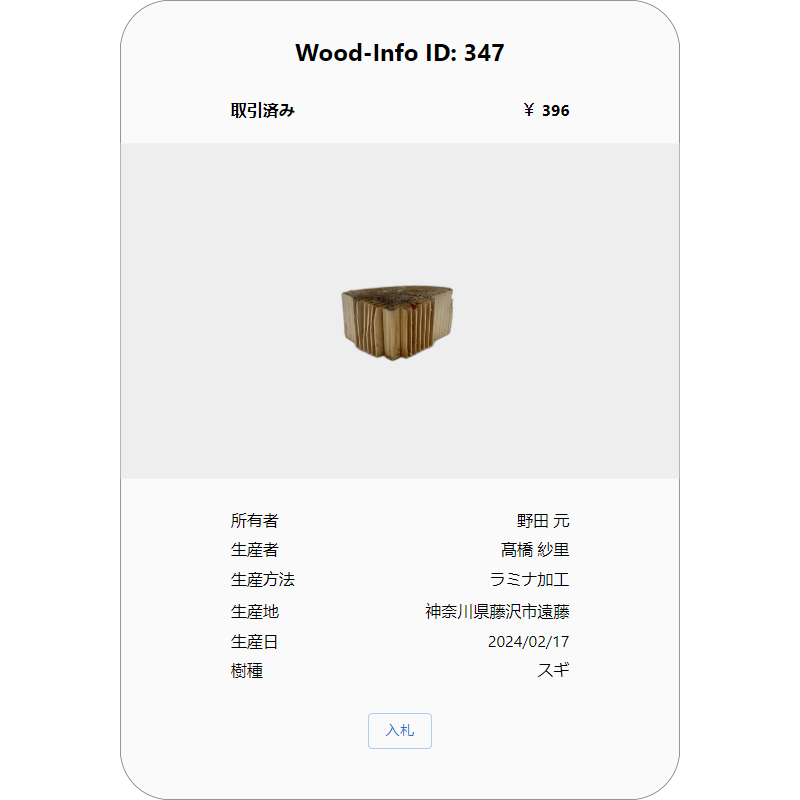 Wood-Info ID: 347
取引済み ￥ 396
所有者 野田 元
生産者 髙橋 紗里
生産方法 ラミナ加工
生産地 神奈川県藤沢市遠藤
生産日 2024/02/17
樹種 スギ
入札